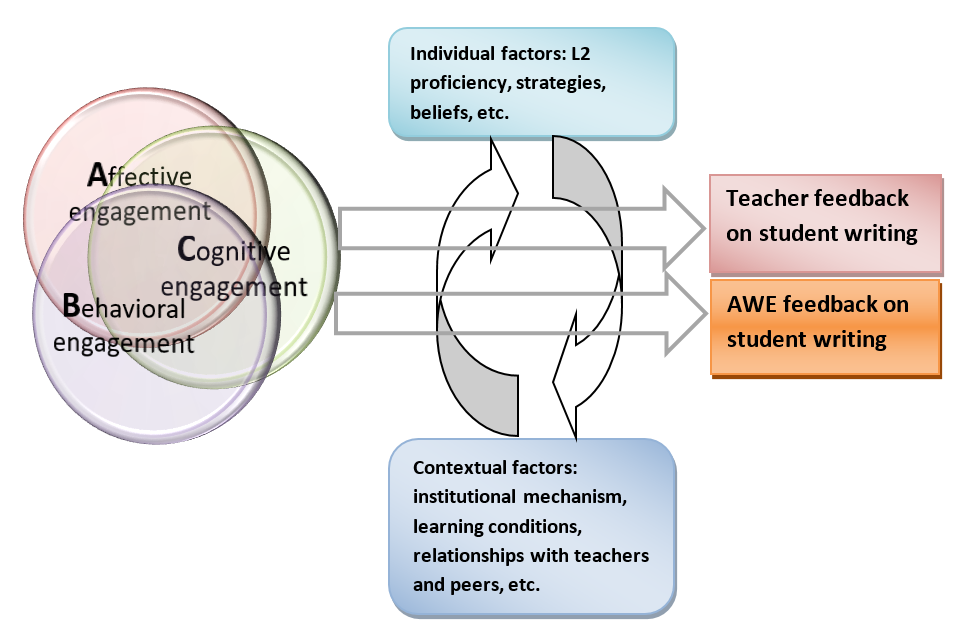 Individual factors: L2
proficiency, strategies,
beliefs, etc.
Affective
engagement
Cognitive
engagement
Behavioral
engagement
Teacher feedback
on student writing
AWE feedback on
student writing
Contextual factors:
institutional mechanism,
learning conditions,
relationships with teachers
and peers, etc.